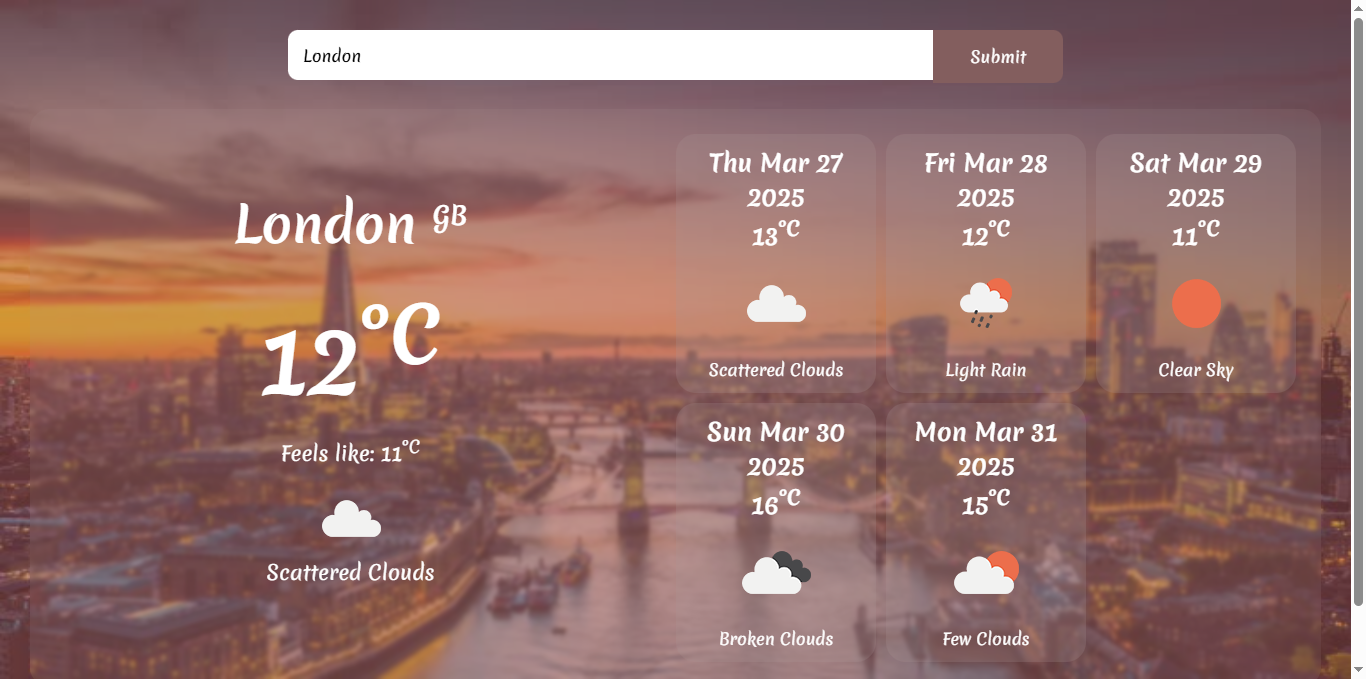 London
Submit
London GB
12°C
Feels like: 11°C
Scattered Clouds
Thu Mar 27
2025
13°C
Scattered Clouds
Fri Mar 28
2025
12°C
Light Rain
Sat Mar 29
2025
11°C
Clear Sky
Sun Mar 30
2025
16°C
Broken Clouds
Mon Mar 31
2025
15°C
Few Clouds